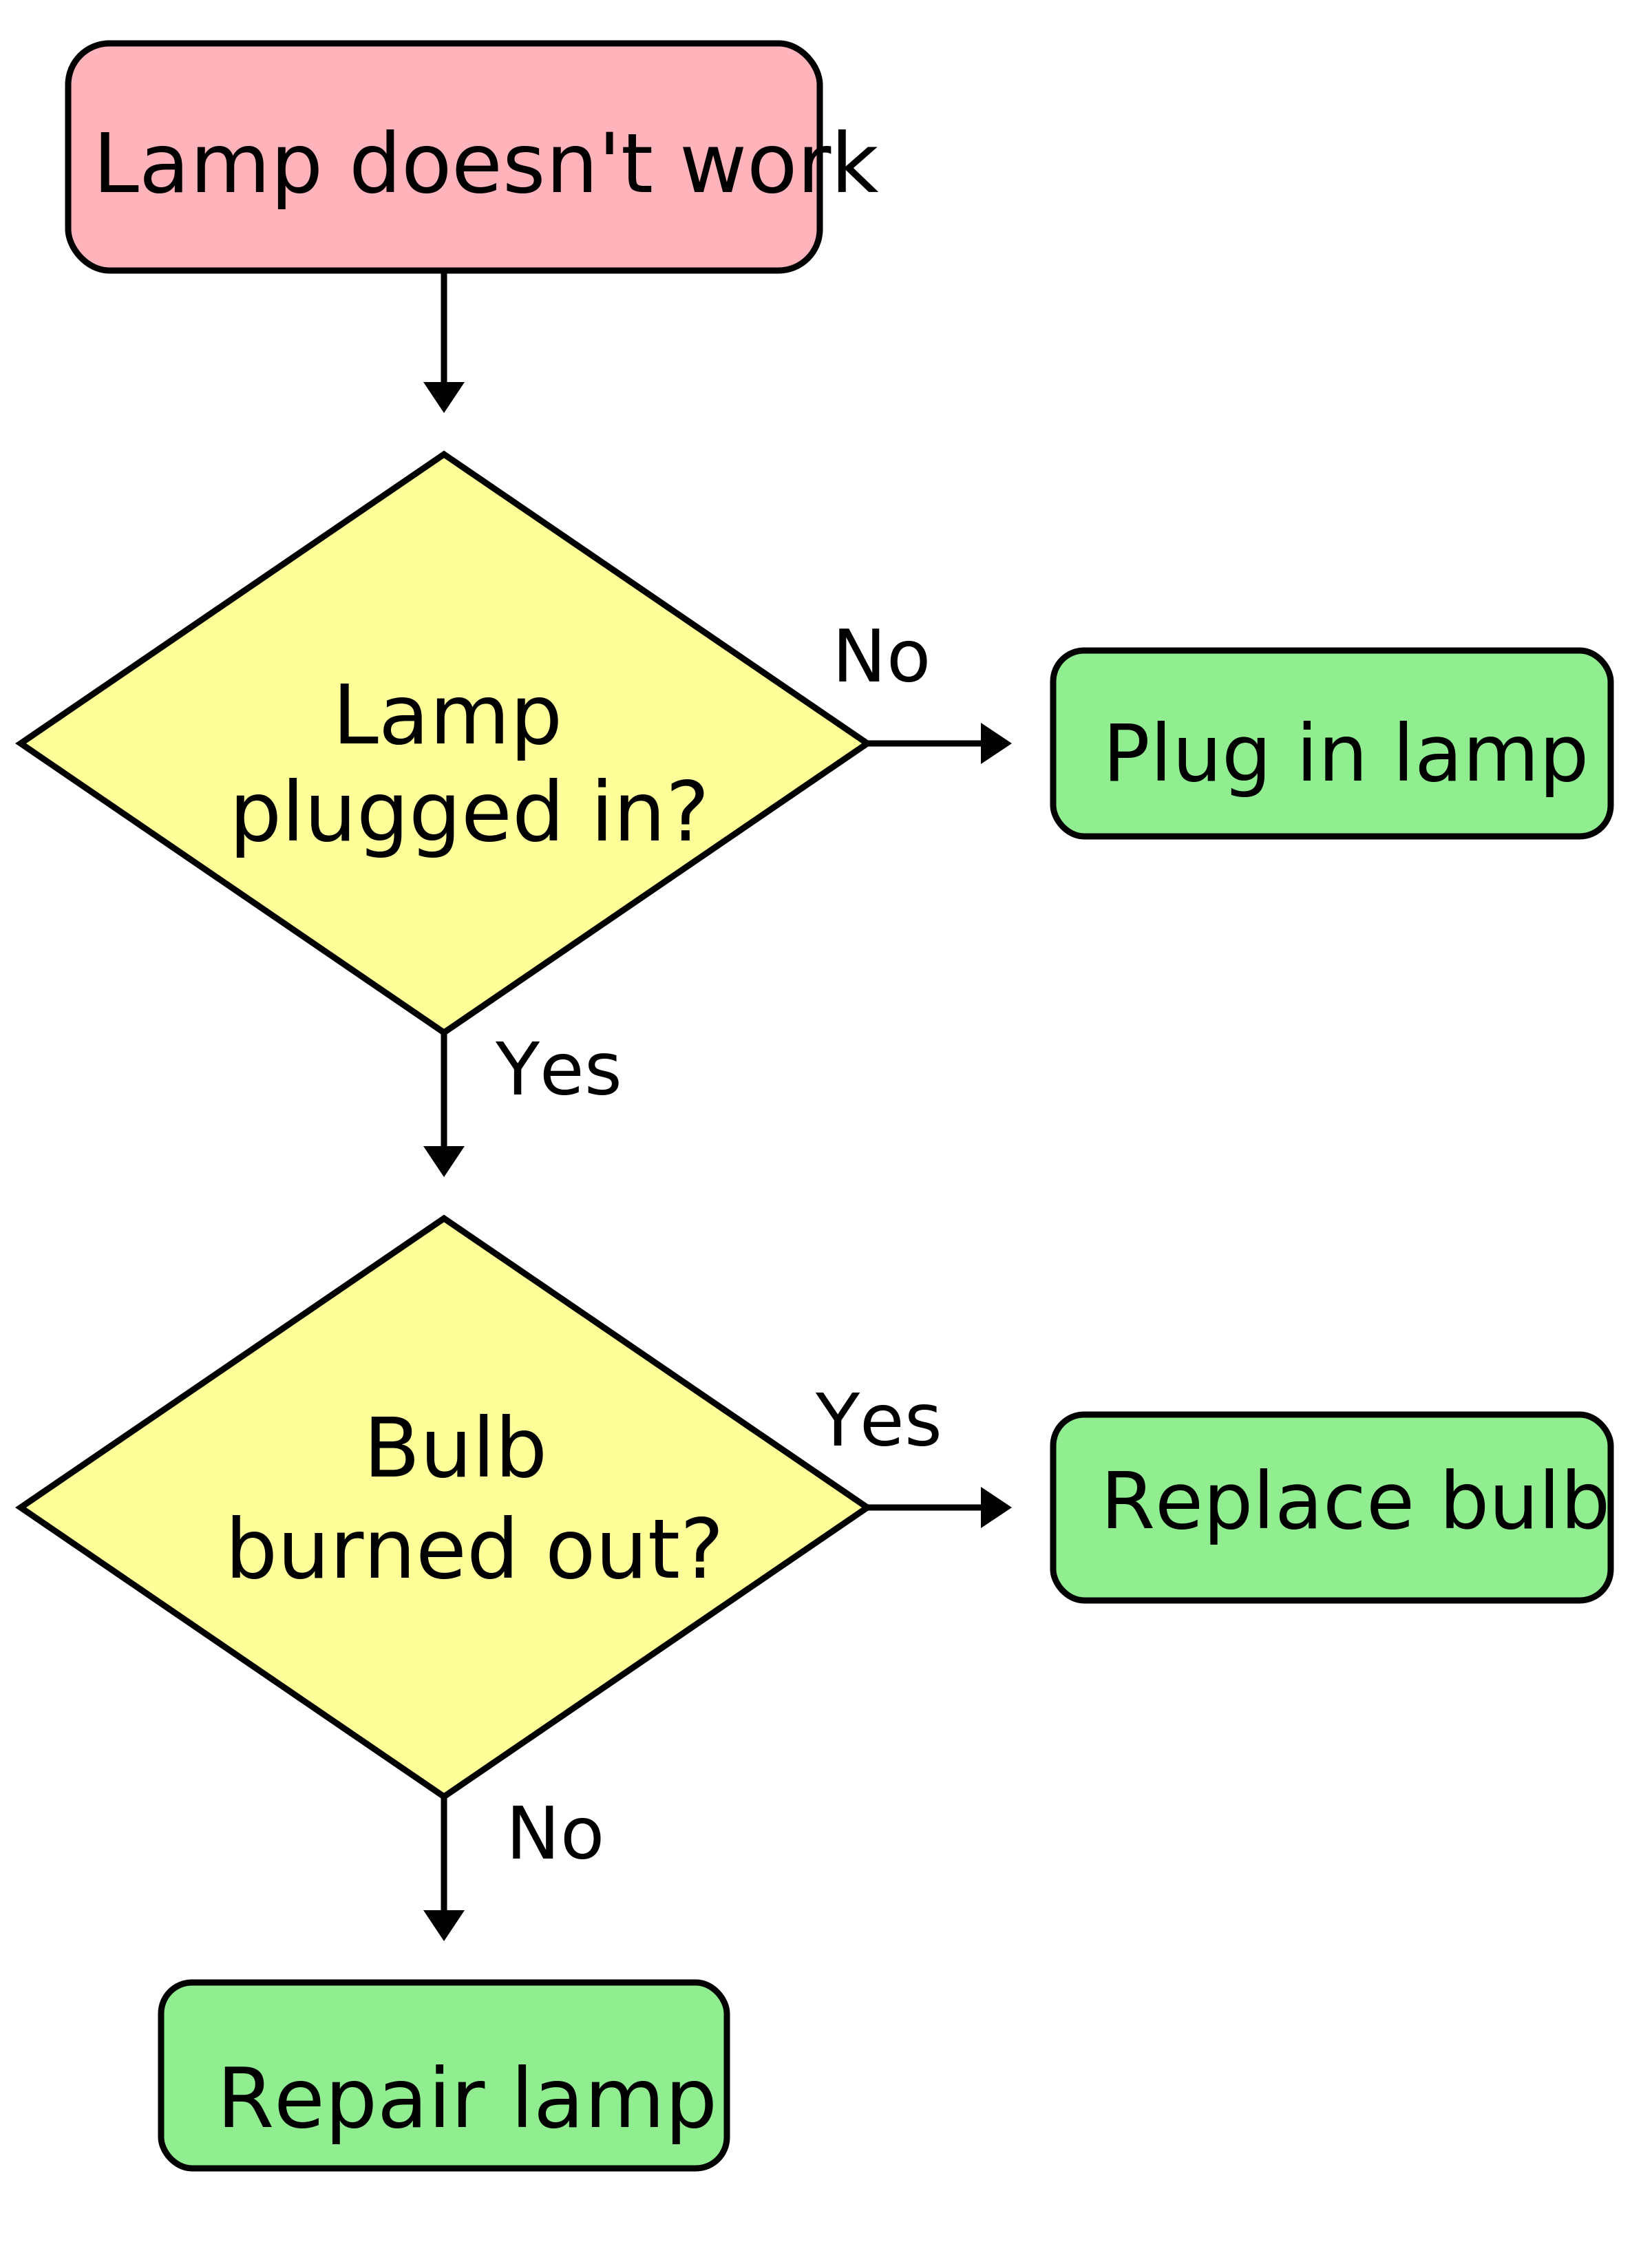 Lamp doesn't work
Lamp
plugged in?
No
Plug in lamp
Yes
Bulb
burned out?
Yes
Replace bulb
No
Repair lamp